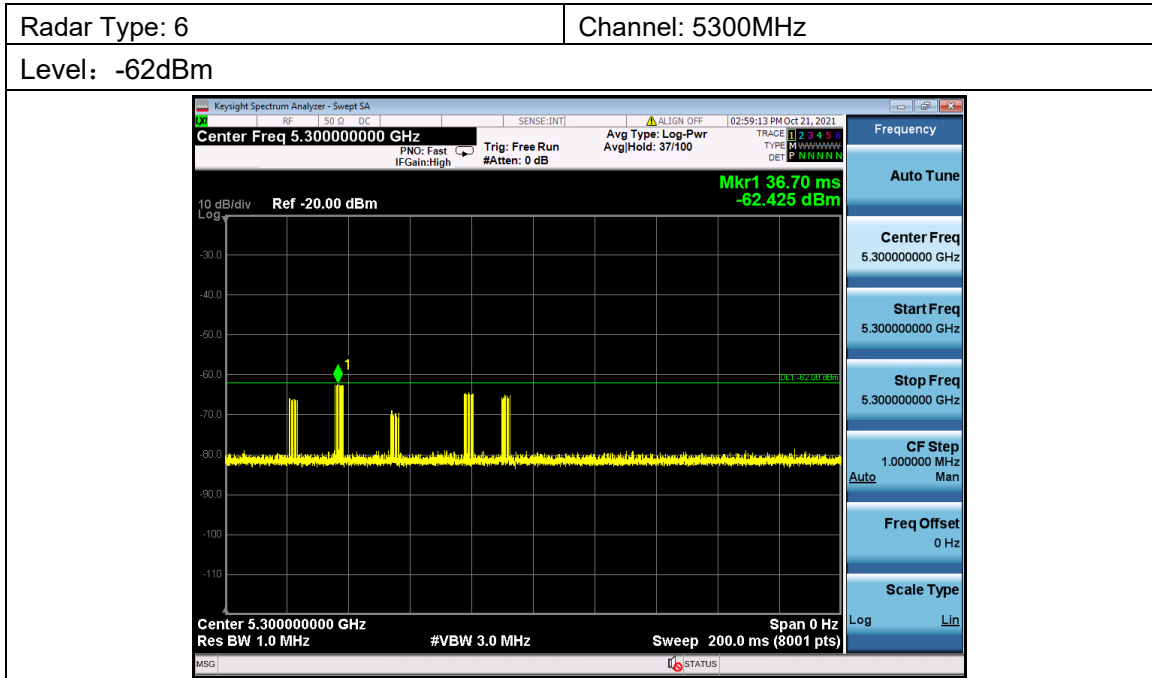 Radar Type: 6
Channel: 5300MHz
Level：-62dBm
Keysight Spectrum Analyzer - Swept SA
LXI RF 50 Ω DC SENSE:INT ALIGN OFF 02:59:13 PM Oct 21, 2021
Center Freq 5.300000000 GHz
PNO: Fast
IFGain:High
Trig: Free Run
#Atten: 0 dB
Avg Type: Log-Pwr
Avg|Hold: 37/100
TRACE 1 2 3 4 5 6
TYPE M WWWWW
DET P N N N N N
Mkr1 36.70 ms
-62.425 dBm
10 dB/div Ref -20.00 dBm
Log
-30.0
-40.0
-50.0
-60.0
-70.0
-80.0
-90.0
-100
-110
1
DL1 -62.00 dBm
Center 5.300000000 GHz Span 0 Hz
Res BW 1.0 MHz #VBW 3.0 MHz Sweep 200.0 ms (8001 pts)
MSG STATUS
Frequency
Auto Tune
Center Freq
5.300000000 GHz
Start Freq
5.300000000 GHz
Stop Freq
5.300000000 GHz
CF Step
1.000000 MHz
Auto Man
Freq Offset
0 Hz
Scale Type
Log Lin